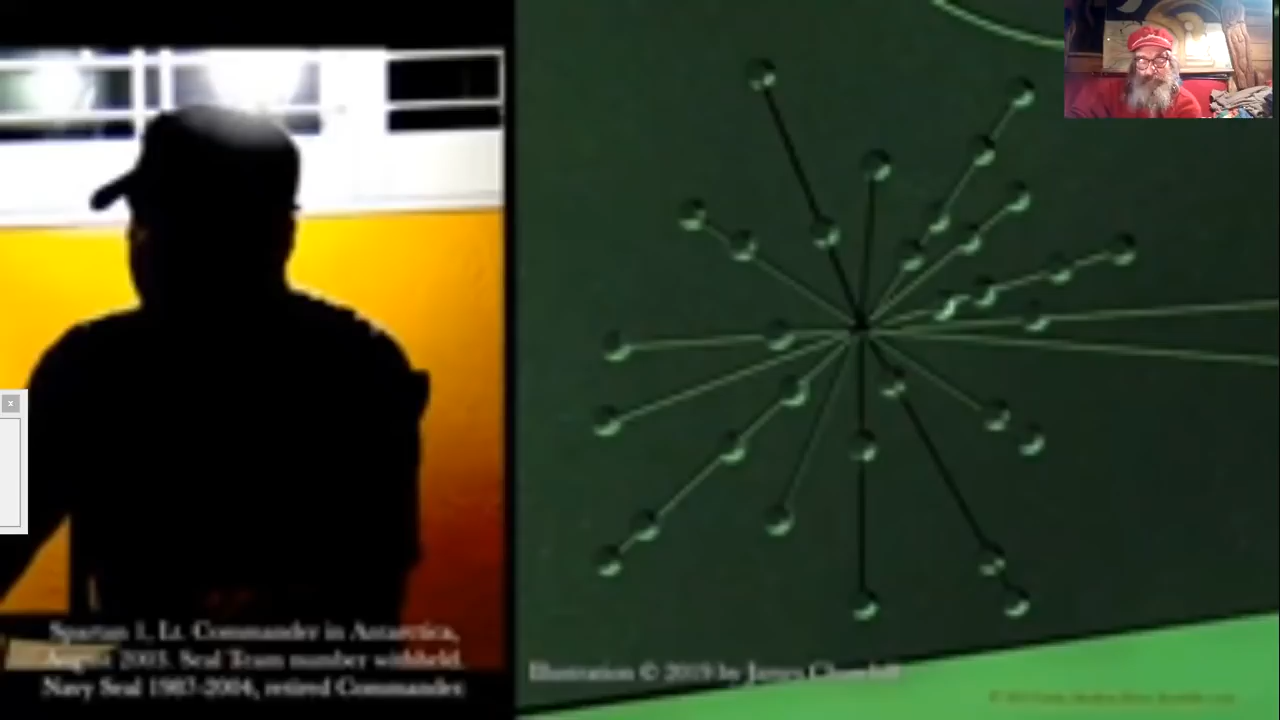 Spartan 1, Lt. Commander in Antarctica,
August 2003. Seal Team number withheld.
Navy Seal 1987-2004, retired Commander.
Illustration © 2019 by James
x